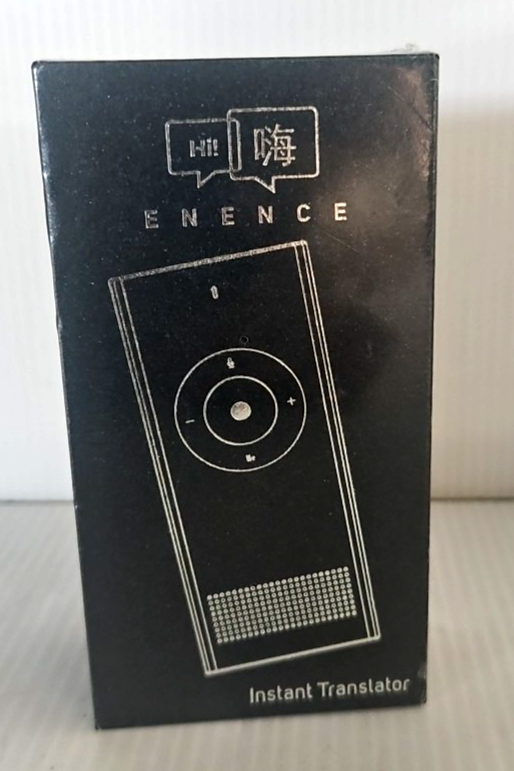 Hi! 嗨
ENENCE
Instant Translator